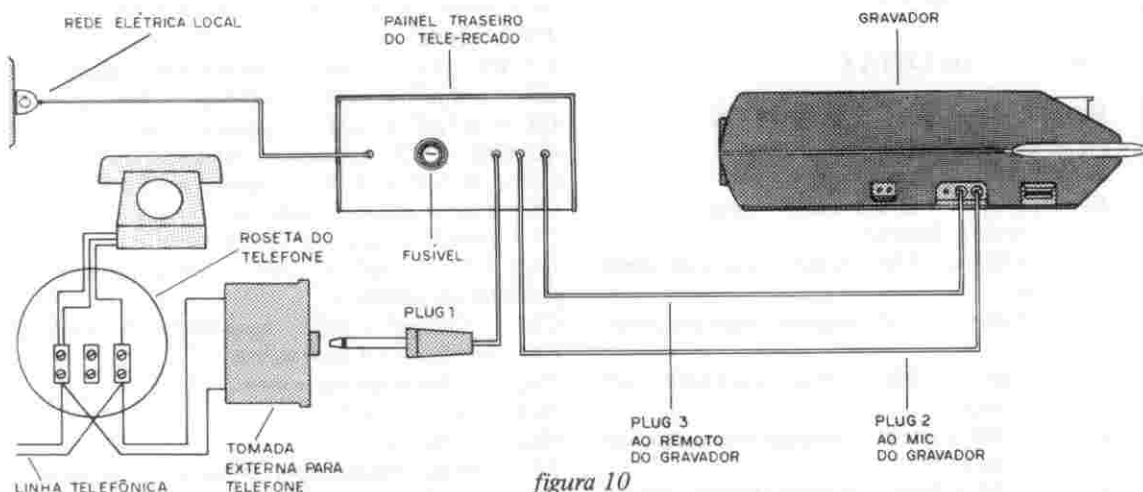 REDE ELÉTRICA LOCAL
PAINEL TRASEIRO
DO TELE-RECADO
GRAVADOR
ROSETA DO
TELEFONE
FUSÍVEL
PLUG 1
TOMADA
EXTERNA PARA
TELEFONE
LINHA TELEFÔNICA
PLUG 3
AO REMOTO
DO GRAVADOR
PLUG 2
AO MIC
DO GRAVADOR
figura 10